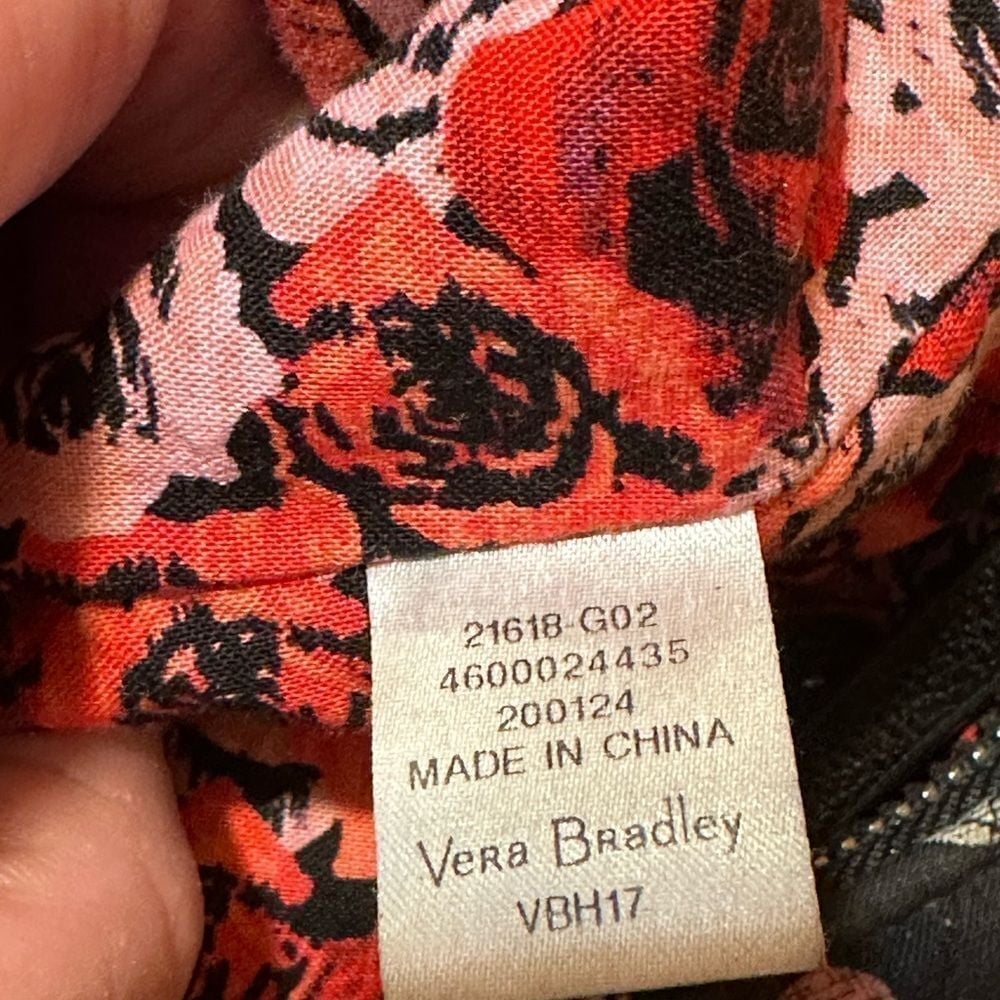 21618-G02
4600024435
200124
MADE IN CHINA
Vera Bradley
VBH17